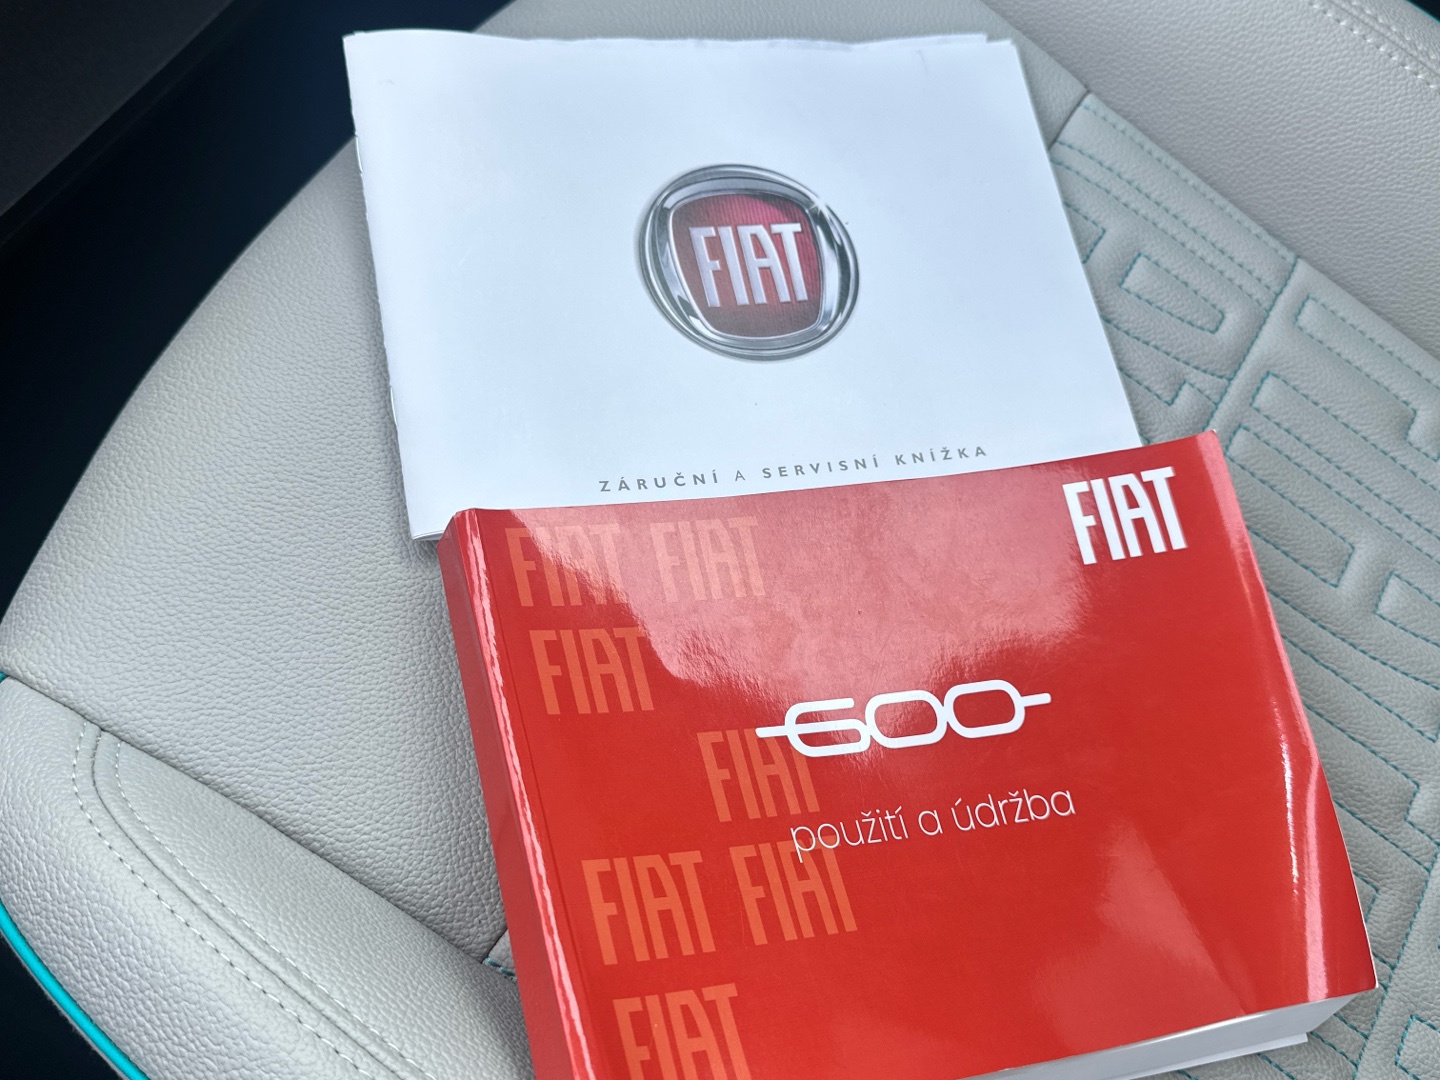 FIAT
ZÁRUČNÍ A SERVISNÍ KNÍŽKA
FIAT
FIAT FIAT
FIAT
600
FIAT
použití a údržba
FIAT FIAT
FIAT